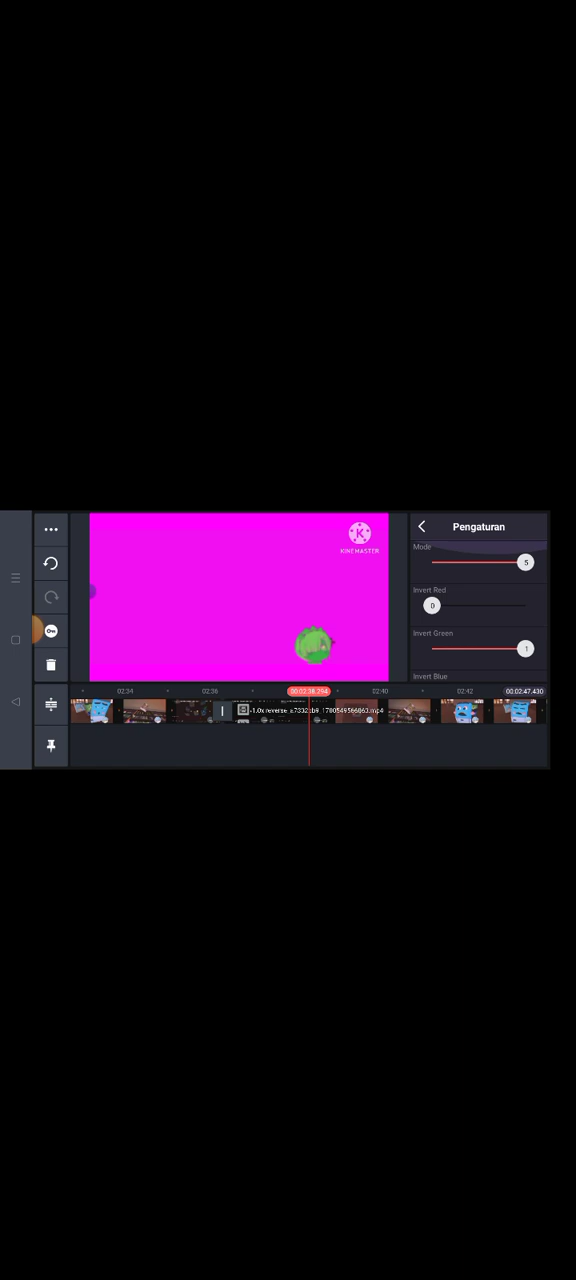 Pengaturan
Mode
5
K
KINEMASTER
Invert Red
0
Invert Green
1
Invert Blue
02:34
02:36
00:02:38.294
02:40
02:42
00:02:47.430
-1.0x
reverse